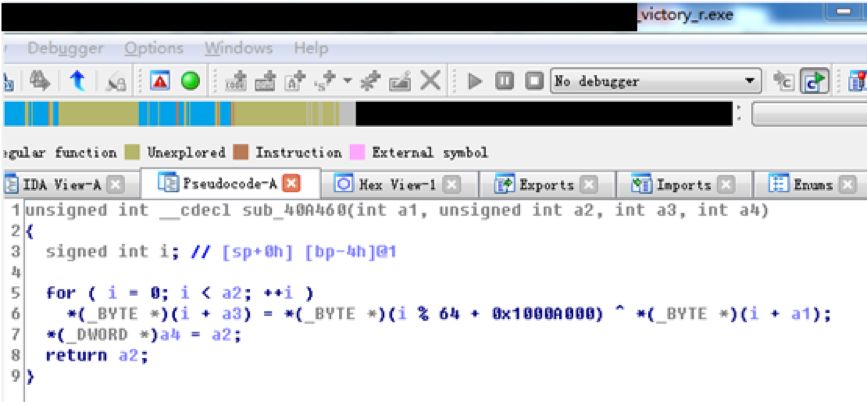 _victory_r.exe
Debugger Options Windows Help
No debugger
egular function Unexplored Instruction External symbol
IDA View-A Pseudocode-A Hex View-1 Exports Imports Enums
1 unsigned int __cdecl sub_40A460(int a1, unsigned int a2, int a3, int a4)
2 {
3 signed int i; // [sp+0h] [bp-4h]@1
4
5 for ( i = 0; i < a2; ++i )
6 *(_BYTE *)(i + a3) = *(_BYTE *)(i % 64 + 0x1000A000) ^ *(_BYTE *)(i + a1);
7 *(_DWORD *)a4 = a2;
8 return a2;
9 }